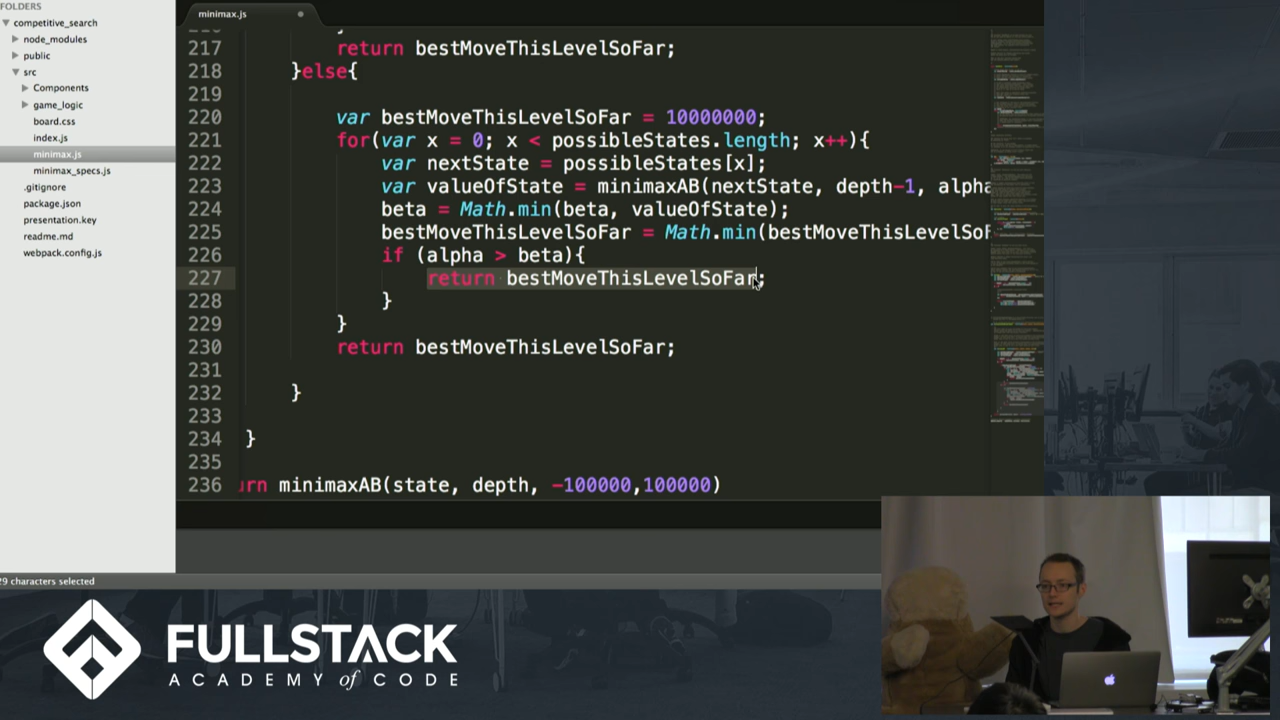 FOLDERS
competitive_search
node_modules
public
src
Components
game_logic
board.css
index.js
minimax.js
minimax_specs.js
.gitignore
package.json
presentation.key
readme.md
webpack.config.js
minimax.js
217 return bestMoveThisLevelSoFar;
218 }else{
219
220 var bestMoveThisLevelSoFar = 10000000;
221 for(var x = 0; x < possibleStates.length; x++){
222 var nextState = possibleStates[x];
223 var valueOfState = minimaxAB(nextState, depth-1, alpha
224 beta = Math.min(beta, valueOfState);
225 bestMoveThisLevelSoFar = Math.min(bestMoveThisLevelSoF
226 if (alpha > beta){
227 return bestMoveThisLevelSoFar;
228 }
229 }
230 return bestMoveThisLevelSoFar;
231
232 }
233
234 }
235
236 urn minimaxAB(state, depth, -100000,100000)
29 characters selected
FULLSTACK
ACADEMY of CODE